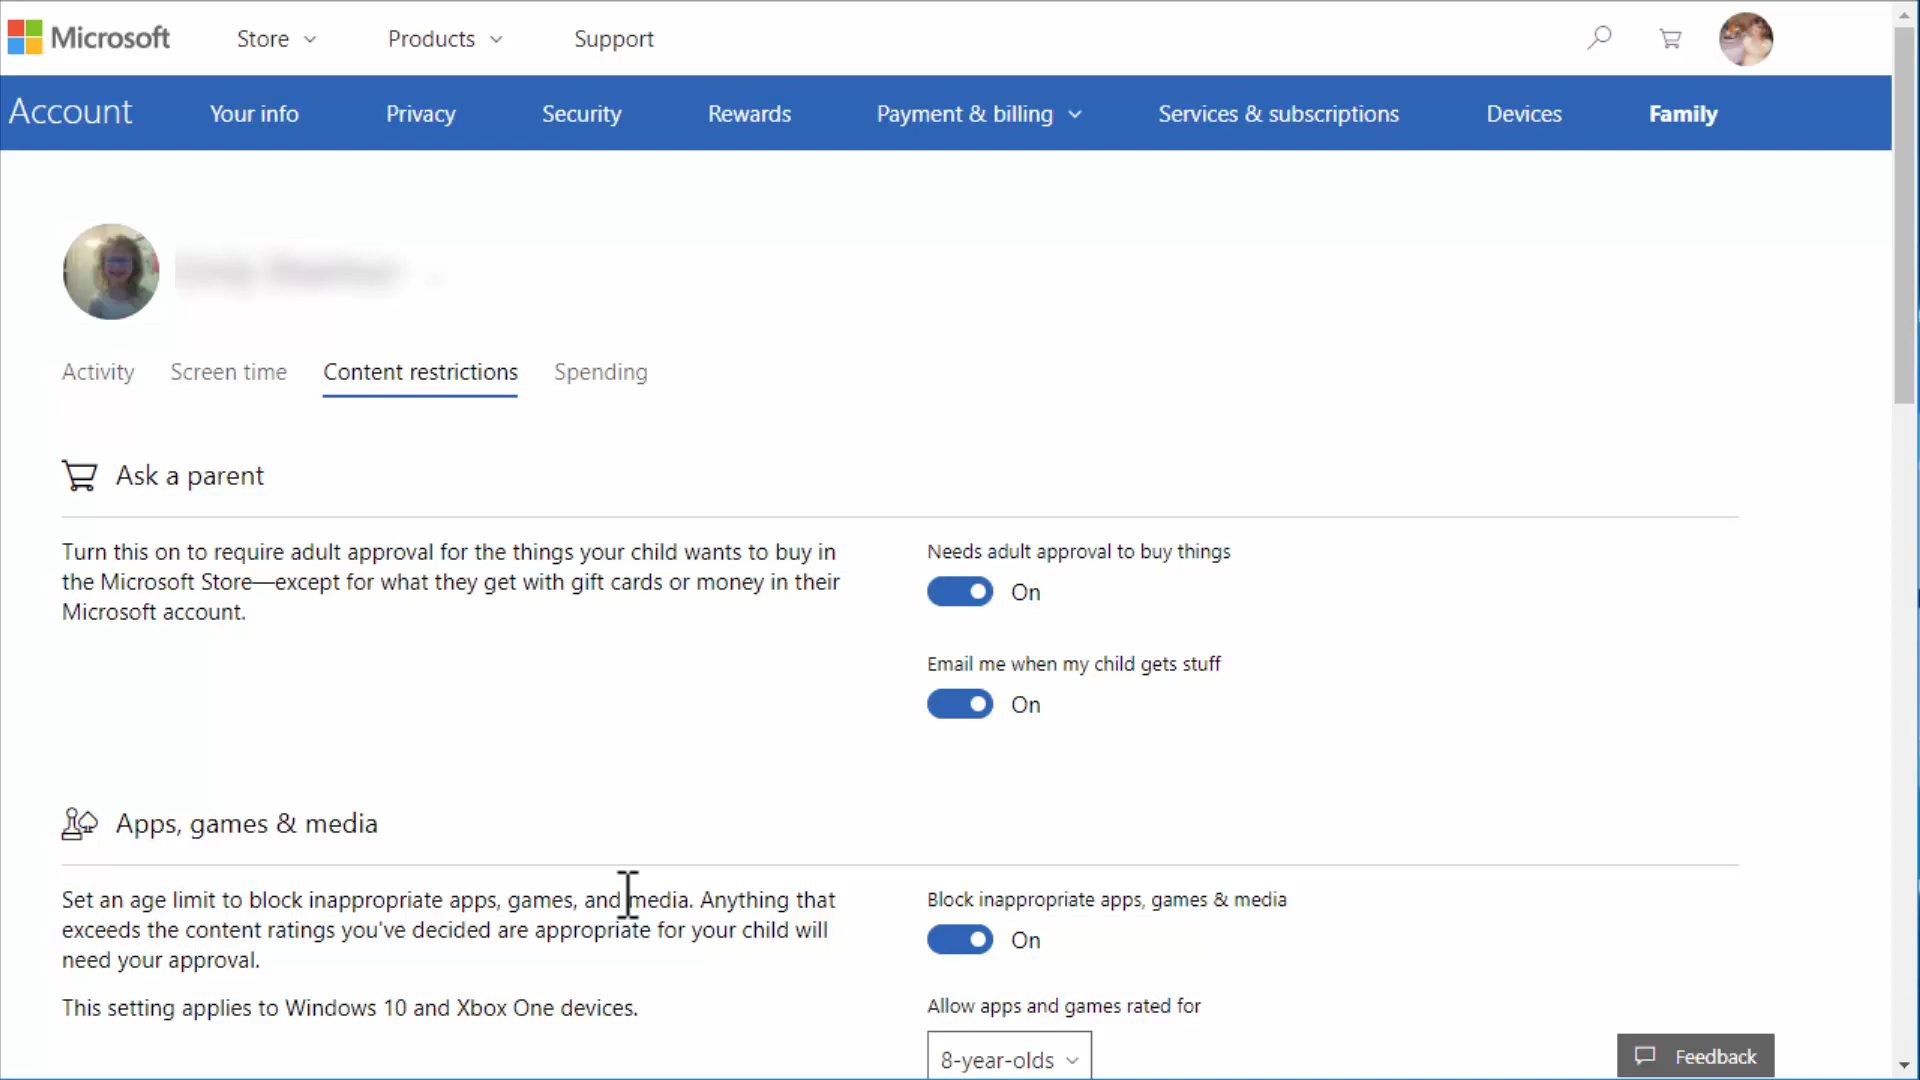 Microsoft Store Products Support
Account Your info Privacy Security Rewards Payment & billing Services & subscriptions Devices Family
Activity Screen time Content restrictions Spending
Ask a parent
Turn this on to require adult approval for the things your child wants to buy in
the Microsoft Store—except for what they get with gift cards or money in their
Microsoft account.
Needs adult approval to buy things
On
Email me when my child gets stuff
On
Apps, games & media
Set an age limit to block inappropriate apps, games, and media. Anything that
exceeds the content ratings you've decided are appropriate for your child will
need your approval.
This setting applies to Windows 10 and Xbox One devices.
Block inappropriate apps, games & media
On
Allow apps and games rated for
8-year-olds
Feedback